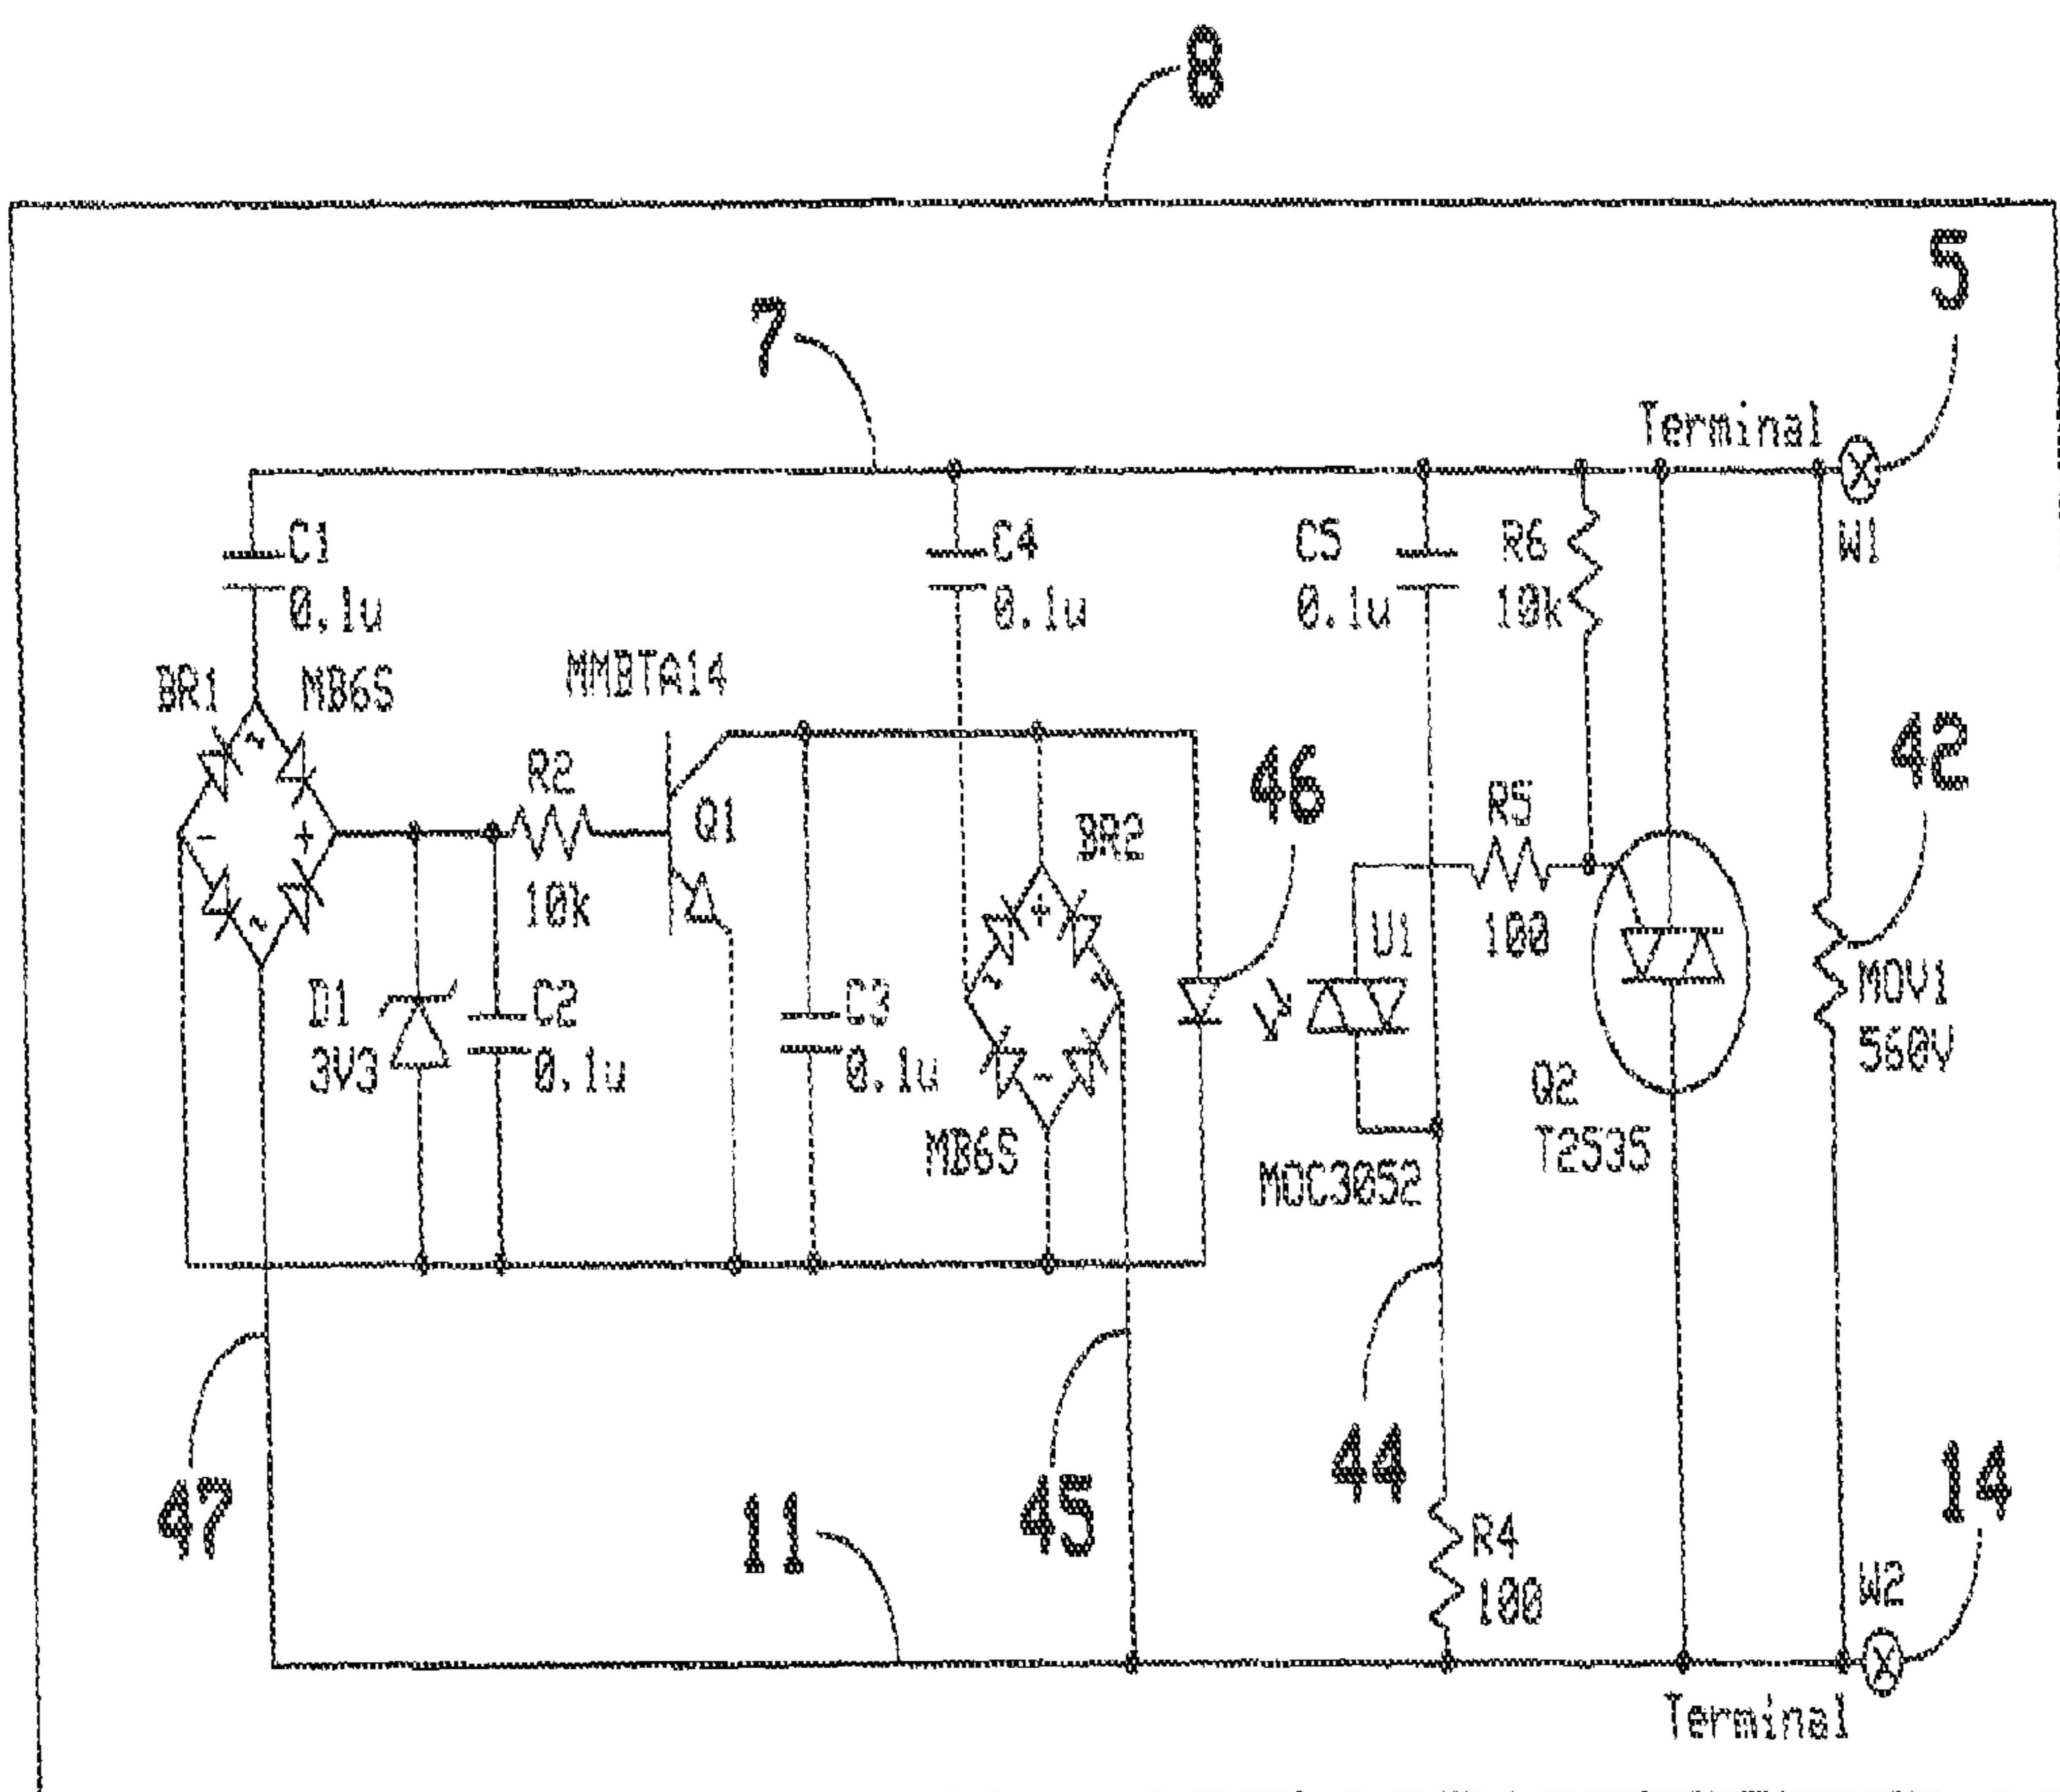 8
5
7
Terminal
W1
C1
0.1u
C4
0.1u
C5
0.1u
R6
10k
BR1
MB6S
MMBTA14
~
-
+
~
R2
10k
Q1
46
42
BR2
+
~
~
-
R5
100
U1
D1
3V3
C2
0.1u
C3
0.1u
MB6S
MOC3052
Q2
T2535
MOV1
560V
47
11
45
44
R4
100
14
W2
Terminal